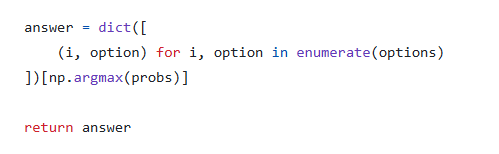 answer = dict([
    (i, option) for i, option in enumerate(options)
])[np.argmax(probs)]

return answer